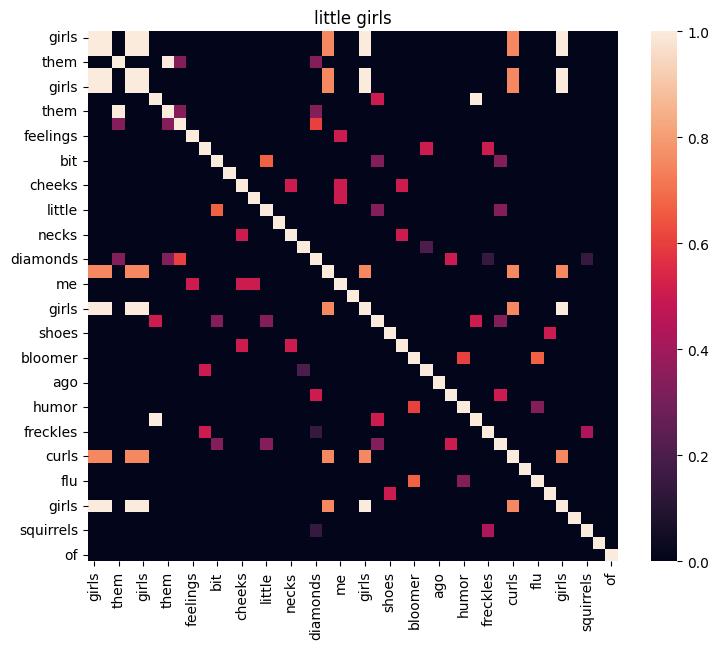 little girls
girls
them
girls
them
feelings
bit
cheeks
little
necks
diamonds
me
girls
shoes
bloomer
ago
humor
freckles
curls
flu
girls
squirrels
of
1.0
0.8
0.6
0.4
0.2
0.0
girls them girls them feelings bit cheeks little necks diamonds me girls shoes bloomer ago humor freckles curls flu girls squirrels of